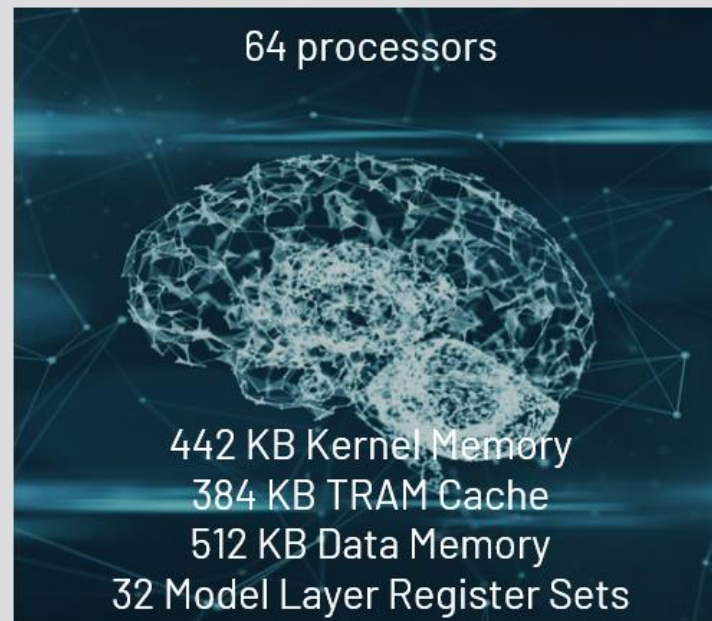 64 processors
442 KB Kernel Memory
384 KB TRAM Cache
512 KB Data Memory
32 Model Layer Register Sets